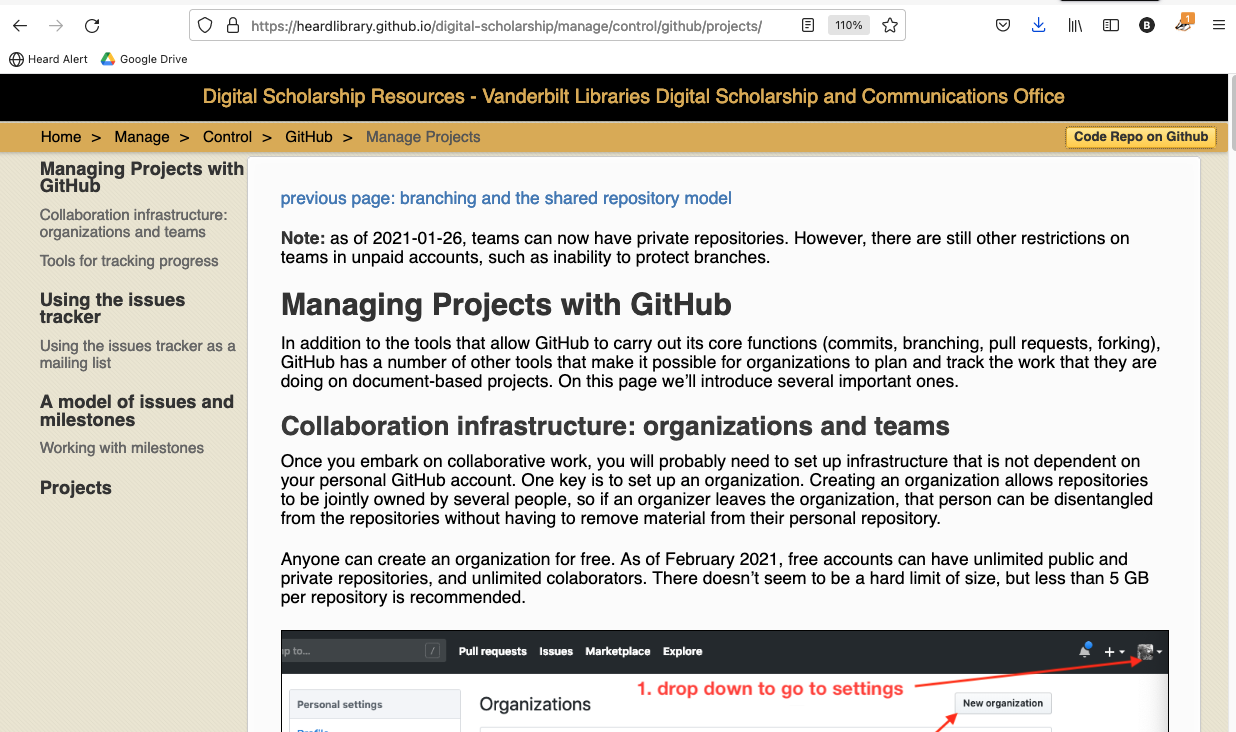 https://heardlibrary.github.io/digital-scholarship/manage/control/github/projects/
110%
B
1
Heard Alert
Google Drive
Digital Scholarship Resources - Vanderbilt Libraries Digital Scholarship and Communications Office
Home > Manage > Control > GitHub > Manage Projects
Code Repo on Github
Managing Projects with
GitHub
Collaboration infrastructure:
organizations and teams
Tools for tracking progress
Using the issues
tracker
Using the issues tracker as a
mailing list
A model of issues and
milestones
Working with milestones
Projects
previous page: branching and the shared repository model
Note: as of 2021-01-26, teams can now have private repositories. However, there are still other restrictions on
teams in unpaid accounts, such as inability to protect branches.
Managing Projects with GitHub
In addition to the tools that allow GitHub to carry out its core functions (commits, branching, pull requests, forking),
GitHub has a number of other tools that make it possible for organizations to plan and track the work that they are
doing on document-based projects. On this page we’ll introduce several important ones.
Collaboration infrastructure: organizations and teams
Once you embark on collaborative work, you will probably need to set up infrastructure that is not dependent on
your personal GitHub account. One key is to set up an organization. Creating an organization allows repositories
to be jointly owned by several people, so if an organizer leaves the organization, that person can be disentangled
from the repositories without having to remove material from their personal repository.
Anyone can create an organization for free. As of February 2021, free accounts can have unlimited public and
private repositories, and unlimited colaborators. There doesn’t seem to be a hard limit of size, but less than 5 GB
per repository is recommended.
to...
/
Pull requests Issues Marketplace Explore
1. drop down to go to settings
Personal settings
Organizations
New organization